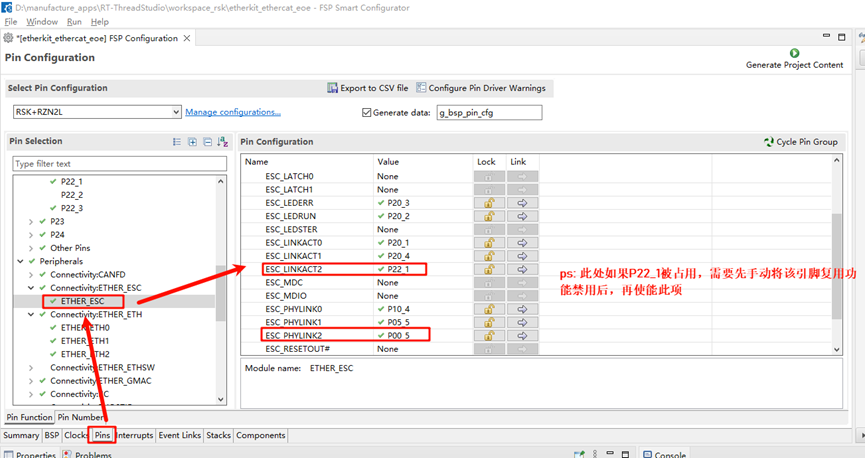 D:\manufacture_apps\RT-ThreadStudio\workspace_rsk\etherkit_ethercat_eoe - FSP Smart Configurator
File Window Run Help
*[etherkit_ethercat_eoe] FSP Configuration
Pin Configuration
Generate Project Content
Select Pin Configuration
Export to CSV file Configure Pin Driver Warnings
RSK+RZN2L Manage configurations... Generate data: g_bsp_pin_cfg
Pin Selection
Type filter text
P22_1
P22_2
P22_3
P23
P24
Other Pins
Peripherals
Connectivity:CANFD
Connectivity:ETHER_ESC
ETHER_ESC
Connectivity:ETHER_ETH
ETHER_ETH0
ETHER_ETH1
ETHER_ETH2
Connectivity:ETHER_ETHSW
Connectivity:ETHER_GMAC
Pin Function Pin Number
Pin Configuration Cycle Pin Group
Name Value Lock Link
ESC_LATCH0 None
ESC_LATCH1 None
ESC_LEDERR P20_3
ESC_LEDRUN P20_2
ESC_LEDSTER None
ESC_LINKACT0 P20_1
ESC_LINKACT1 P20_4
ESC_LINKACT2 P22_1
ESC_MDC None
ESC_MDIO None
ESC_PHYLINK0 P10_4
ESC_PHYLINK1 P05_5
ESC_PHYLINK2 P00_5
ESC_RESETOUT# None
Module name: ETHER_ESC
ps: 此处如果P22_1被占用，需要先手动将该引脚复用功
能禁用后，再使能此项
Summary BSP Clocks Pins Interrupts Event Links Stacks Components
Properties Problems Console